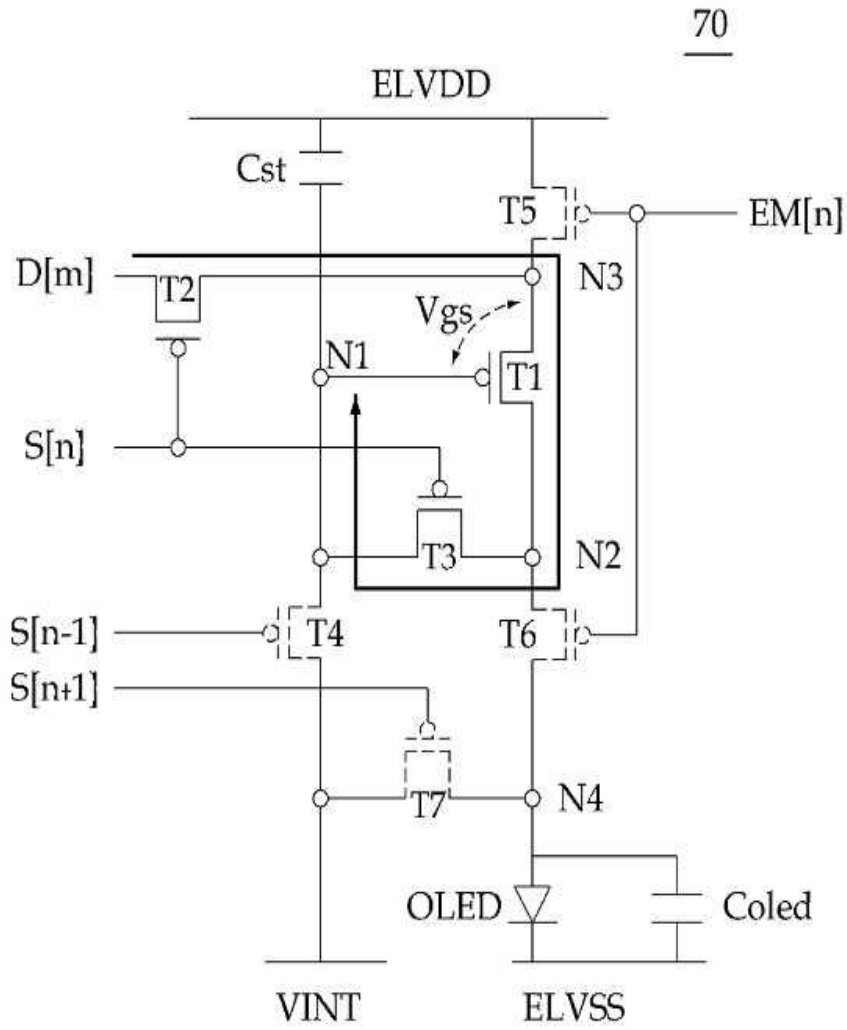 70
ELVDD
Cst
T5
EM[n]
D[m]
T2
N3
Vgs
N1
T1
S[n]
T3
N2
S[n-1]
T4
T6
S[n+1]
T7
N4
OLED
Coled
VINT
ELVSS